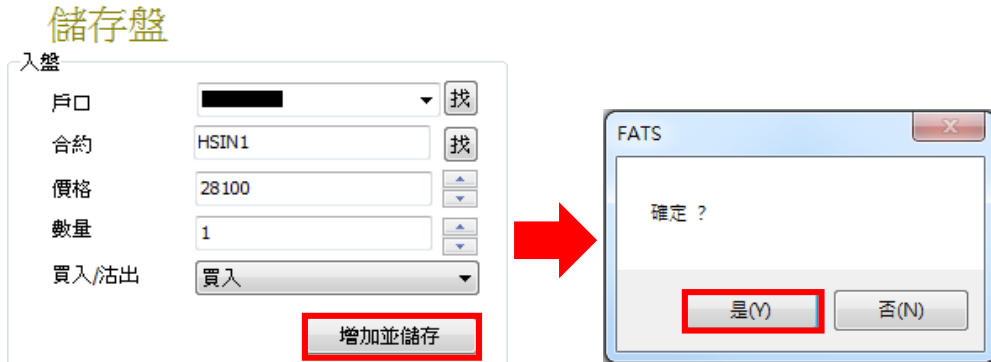 儲存盤
入盤
戶口
找
合約 HSIN1 找
價格 28100
數量 1
買入/沽出 買入
增加並儲存
FATS
確定 ?
是(Y) 否(N)